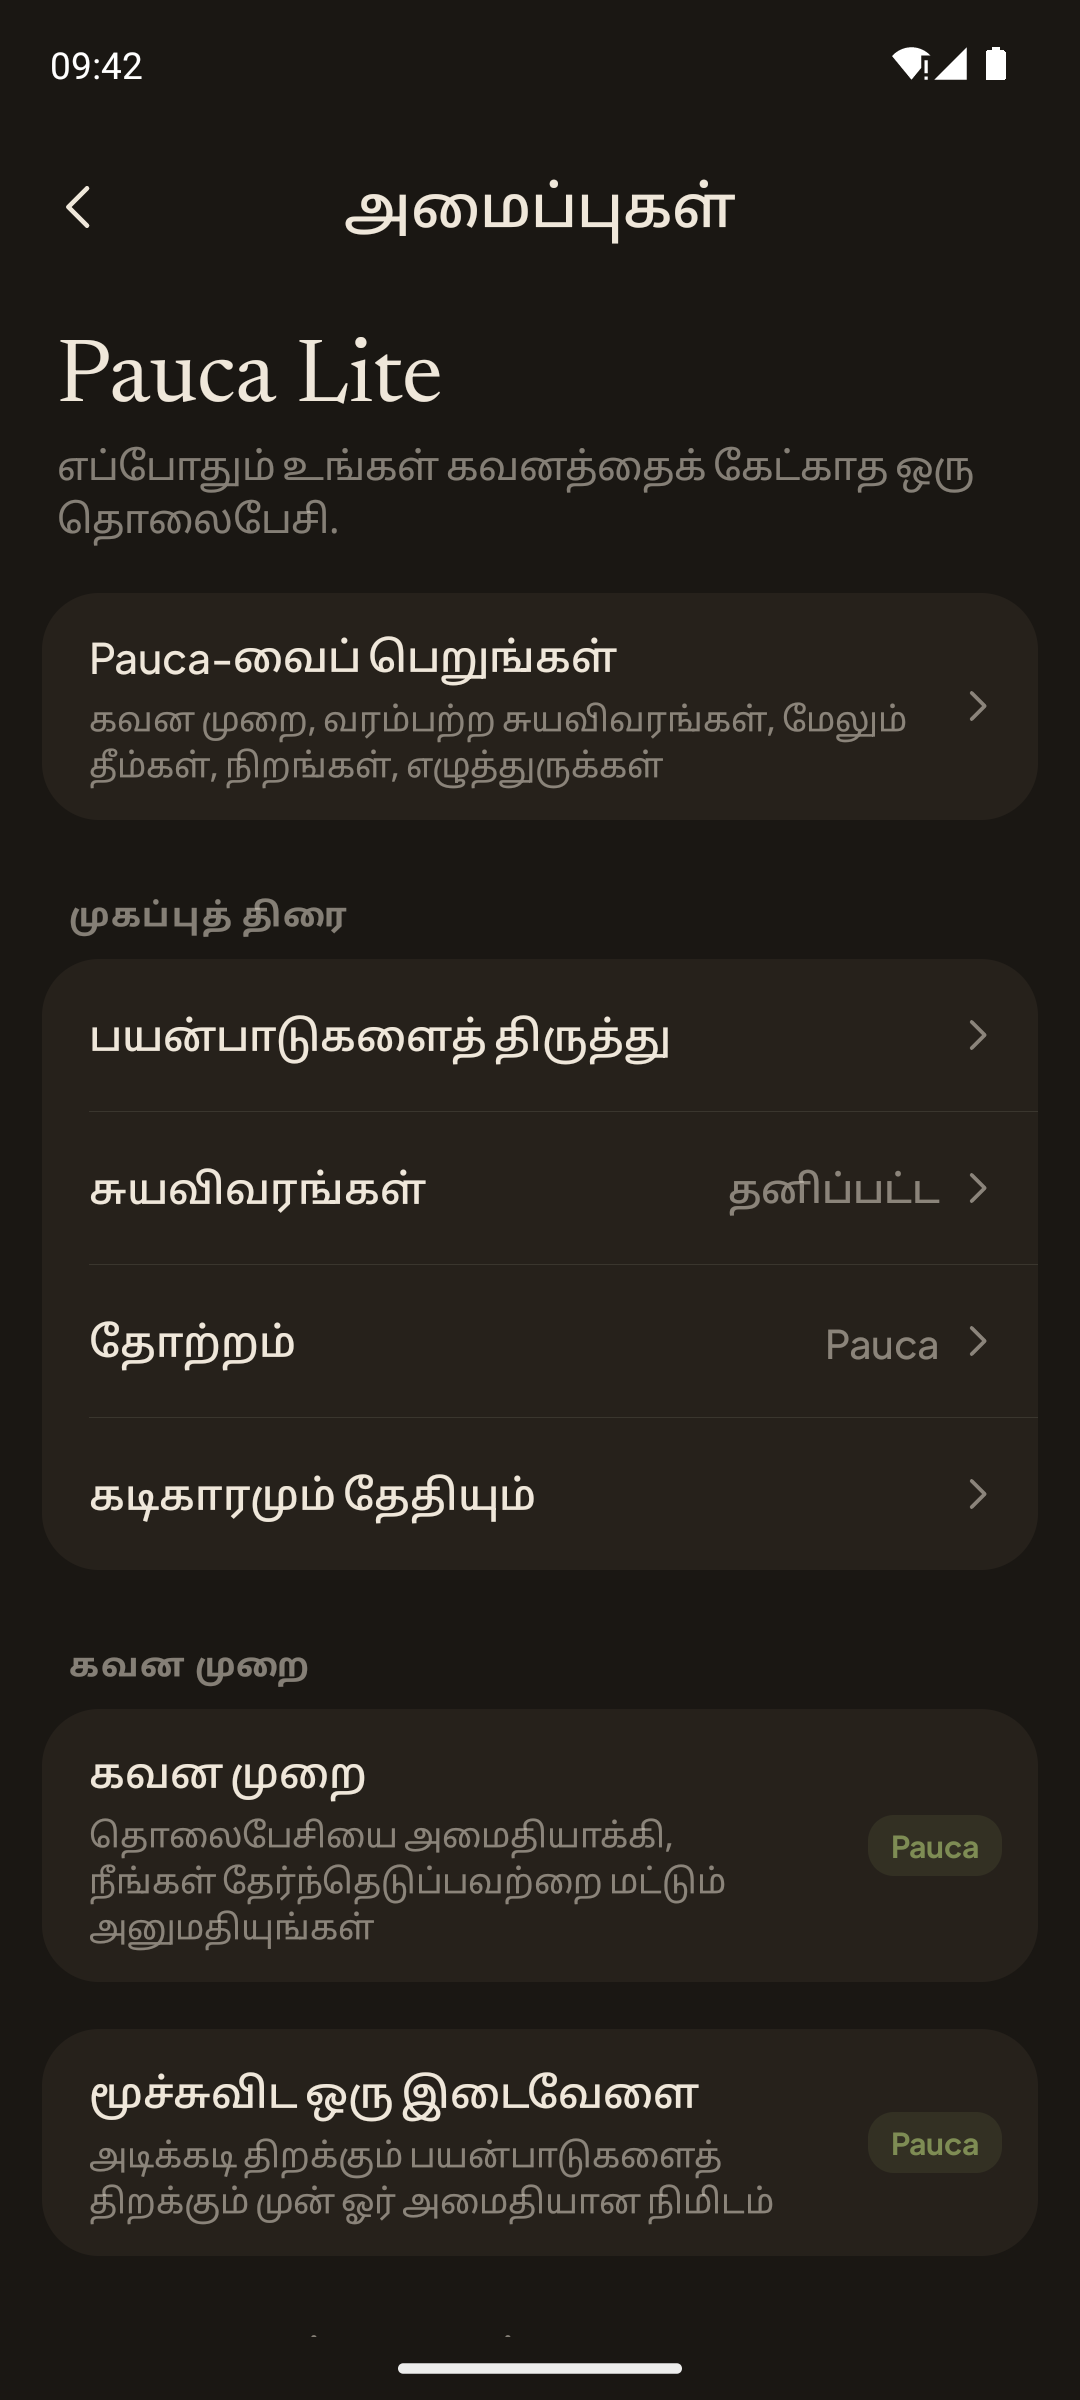 09:42
அமைப்புகள்
Pauca Lite
எப்போதும் உங்கள் கவனத்தைக் கேட்காத ஒரு
தொலைபேசி.
Pauca-வைப் பெறுங்கள்
கவன முறை, வரம்பற்ற சுயவிவரங்கள், மேலும்
தீம்கள், நிறங்கள், எழுத்துருக்கள்
முகப்புத் திரை
பயன்பாடுகளைத் திருத்து
சுயவிவரங்கள் தனிப்பட்ட
தோற்றம் Pauca
கடிகாரமும் தேதியும்
கவன முறை
கவன முறை
தொலைபேசியை அமைதியாக்கி,
நீங்கள் தேர்ந்தெடுப்பவற்றை மட்டும்
அனுமதியுங்கள்
Pauca
மூச்சுவிட ஒரு இடைவேளை
அடிக்கடி திறக்கும் பயன்பாடுகளைத்
திறக்கும் முன் ஓர் அமைதியான நிமிடம்
Pauca